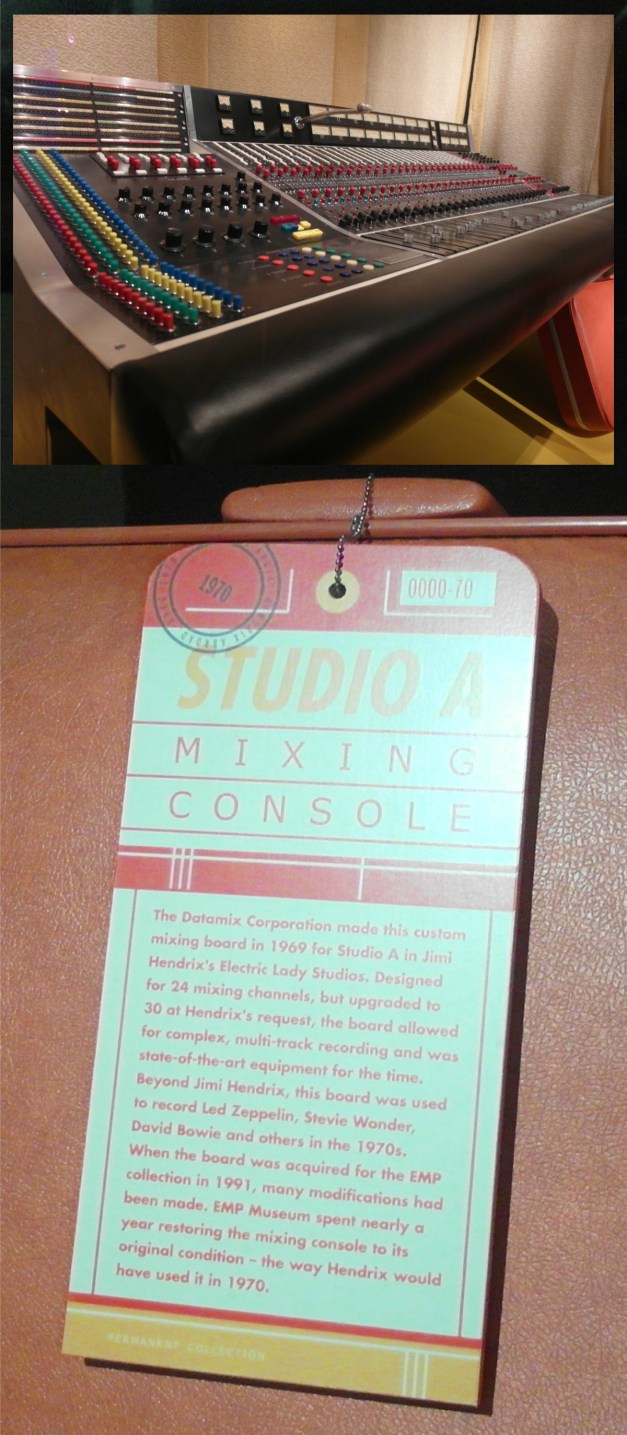 1970
0000-70
STUDIO A
MIXING
CONSOLE
The Datamix Corporation made this custom
mixing board in 1969 for Studio A in Jimi
Hendrix's Electric Lady Studios. Designed
for 24 mixing channels, but upgraded to
30 at Hendrix's request, the board allowed
for complex, multi-track recording and was
state-of-the-art equipment for the time.
Beyond Jimi Hendrix, this board was used
to record Led Zeppelin, Stevie Wonder,
David Bowie and others in the 1970s.
When the board was acquired for the EMP
collection in 1991, many modifications had
been made. EMP Museum spent nearly a
year restoring the mixing console to its
original condition – the way Hendrix would
have used it in 1970.
PERMANENT COLLECTION